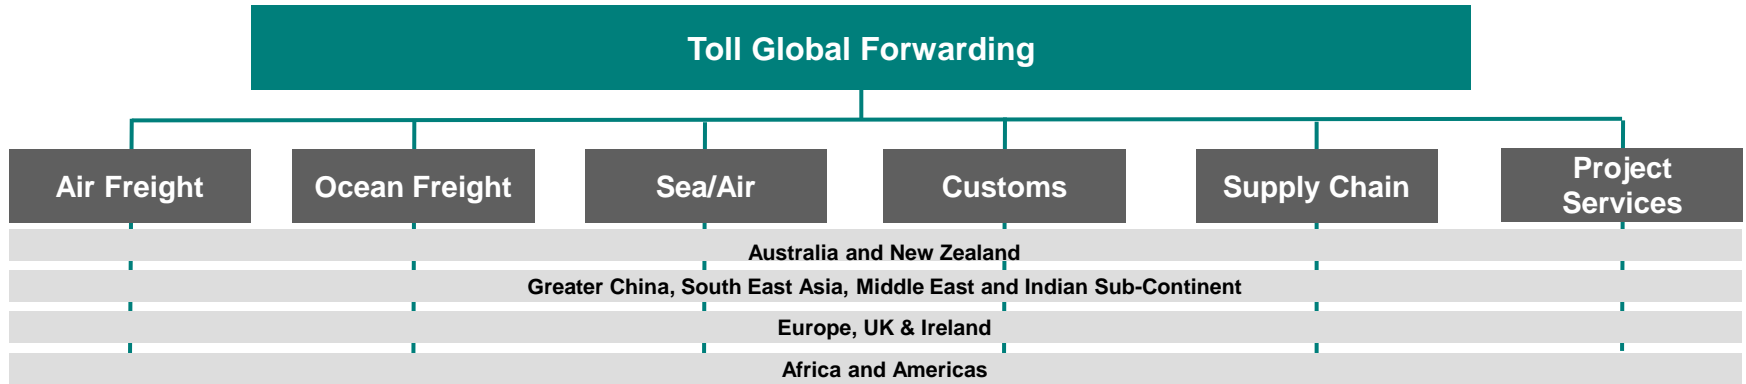 Toll Global Forwarding
Air Freight
Ocean Freight
Sea/Air
Customs
Supply Chain
Project
Services
Australia and New Zealand
Greater China, South East Asia, Middle East and Indian Sub-Continent
Europe, UK & Ireland
Africa and Americas